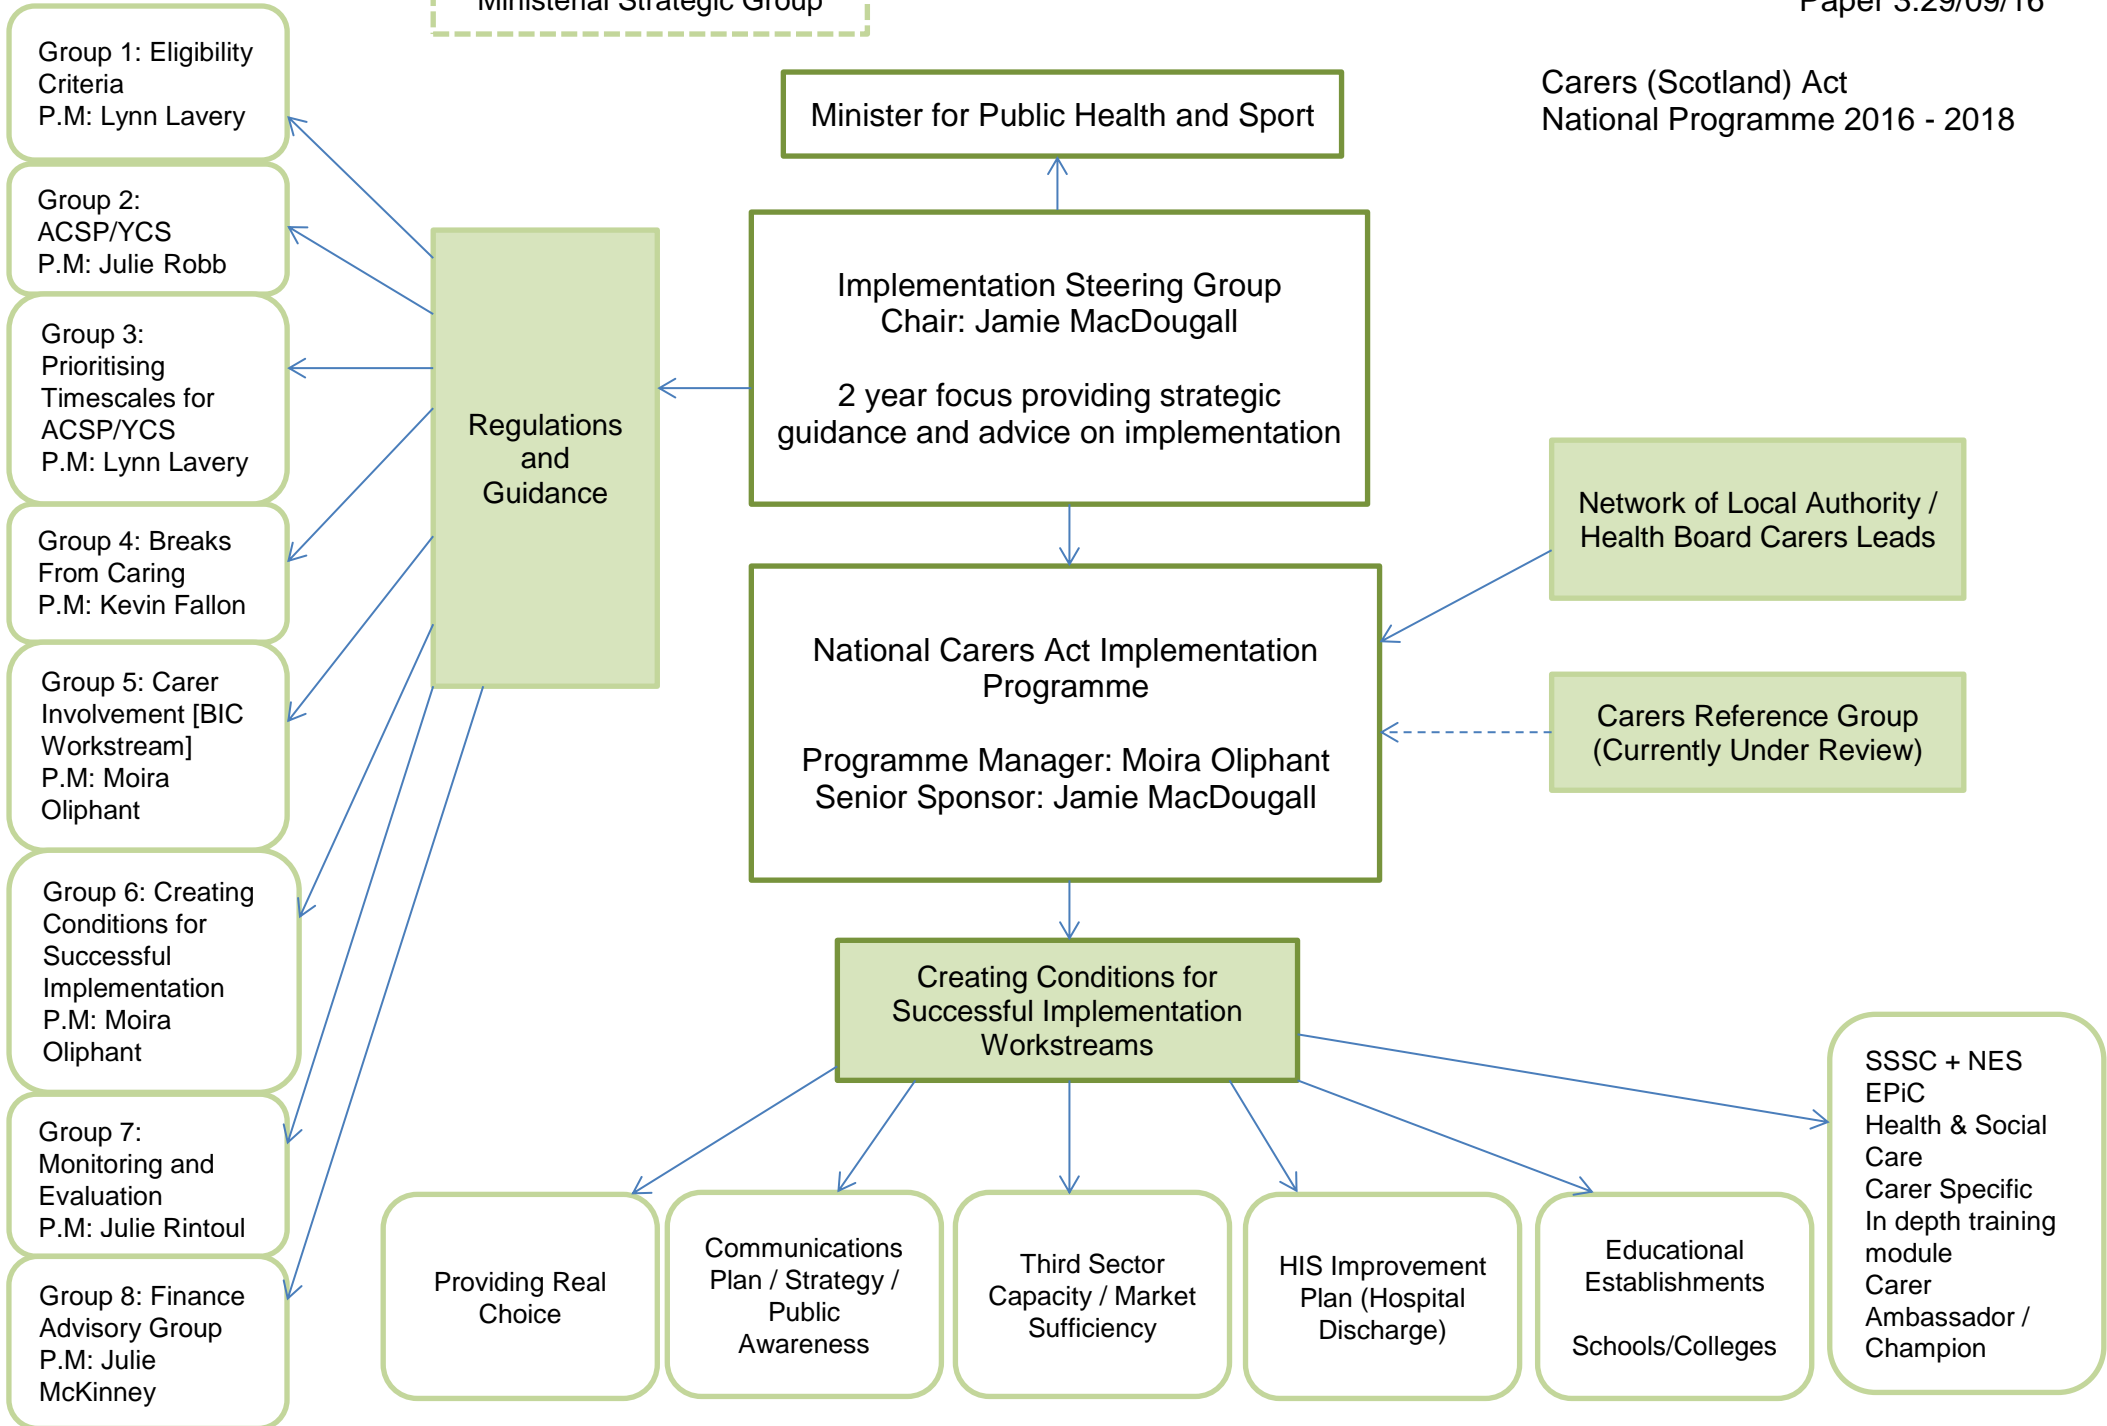 Ministerial Strategic Group
Paper 3:29/09/16
Carers (Scotland) Act
National Programme 2016 - 2018
Group 1: Eligibility
Criteria
P.M: Lynn Lavery
Group 2:
ACSP/YCS
P.M: Julie Robb
Group 3:
Prioritising
Timescales for
ACSP/YCS
P.M: Lynn Lavery
Group 4: Breaks
From Caring
P.M: Kevin Fallon
Group 5: Carer
Involvement [BIC
Workstream]
P.M: Moira
Oliphant
Group 6: Creating
Conditions for
Successful
Implementation
P.M: Moira
Oliphant
Group 7:
Monitoring and
Evaluation
P.M: Julie Rintoul
Group 8: Finance
Advisory Group
P.M: Julie
McKinney
Regulations
and
Guidance
Minister for Public Health and Sport
Implementation Steering Group
Chair: Jamie MacDougall
2 year focus providing strategic
guidance and advice on implementation
National Carers Act Implementation
Programme
Programme Manager: Moira Oliphant
Senior Sponsor: Jamie MacDougall
Network of Local Authority /
Health Board Carers Leads
Carers Reference Group
(Currently Under Review)
Creating Conditions for
Successful Implementation
Workstreams
Providing Real
Choice
Communications
Plan / Strategy /
Public
Awareness
Third Sector
Capacity / Market
Sufficiency
HIS Improvement
Plan (Hospital
Discharge)
Educational
Establishments
Schools/Colleges
SSSC + NES
EPiC
Health & Social
Care
Carer Specific
In depth training
module
Carer
Ambassador /
Champion